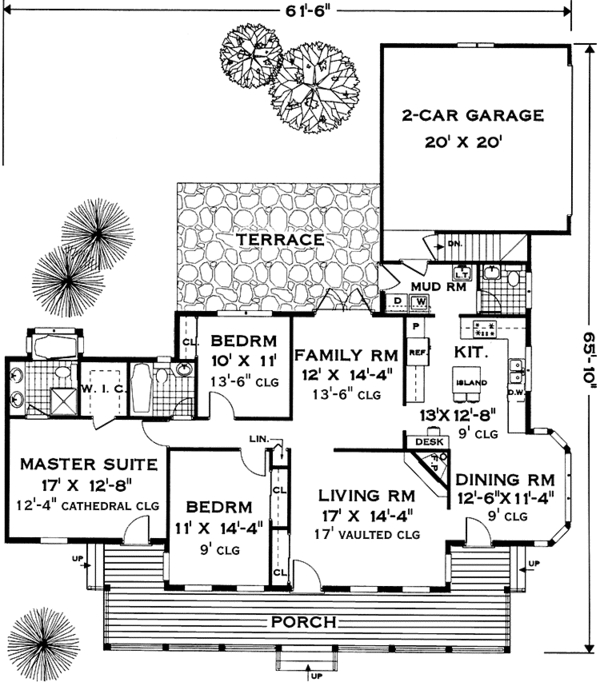 61'-6"
2-CAR GARAGE
20' X 20'
TERRACE
DN.
MUD RM
L.T.
D
W
CL.
BEDRM
10' X 11'
13'-6" CLG
FAMILY RM
12' X 14'-4"
13'-6" CLG
P
REF.
KIT.
ISLAND
D.W.
13'X 12'-8"
9' CLG
DESK
65'-10"
W. I. C.
LIN.
F.P.
MASTER SUITE
17' X 12'-8"
12'-4" CATHEDRAL CLG
BEDRM
11' X 14'-4"
9' CLG
CL
CL.
LIVING RM
17' X 14'-4"
17' VAULTED CLG
DINING RM
12'-6"X11'-4"
9' CLG
UP
UP
PORCH
UP